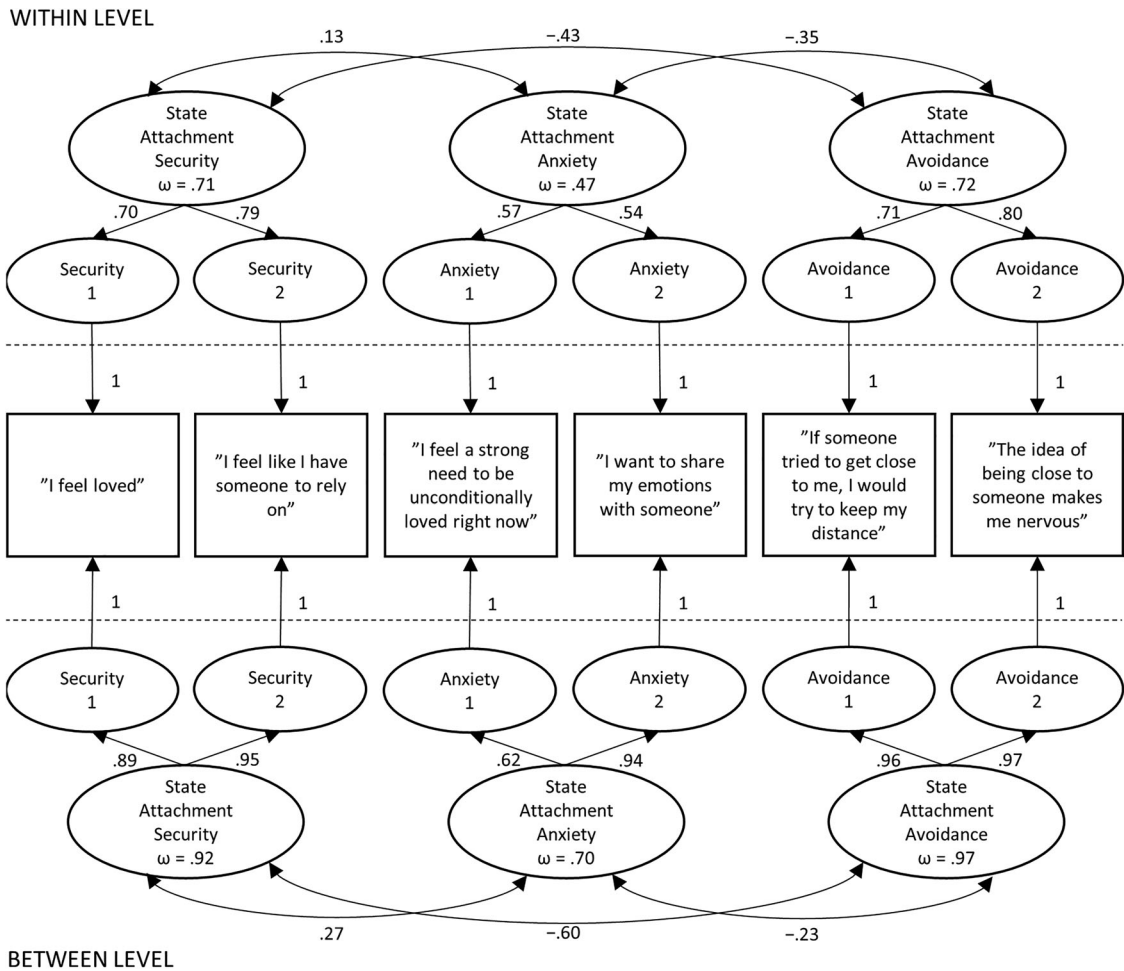 WITHIN LEVEL
.13
−.43
−.35
State
Attachment
Security
ω = .71
State
Attachment
Anxiety
ω = .47
State
Attachment
Avoidance
ω = .72
.70
.79
.57
.54
.71
.80
Security
1
Security
2
Anxiety
1
Anxiety
2
Avoidance
1
Avoidance
2
1
1
1
1
1
1
”I feel loved”
”I feel like I have
someone to rely
on”
”I feel a strong
need to be
unconditionally
loved right now”
”I want to share
my emotions
with someone”
”If someone
tried to get close
to me, I would
try to keep my
distance”
”The idea of
being close to
someone makes
me nervous”
1
1
1
1
1
1
Security
1
Security
2
Anxiety
1
Anxiety
2
Avoidance
1
Avoidance
2
.89
.95
.62
.94
.96
.97
State
Attachment
Security
ω = .92
State
Attachment
Anxiety
ω = .70
State
Attachment
Avoidance
ω = .97
.27
−.60
−.23
BETWEEN LEVEL